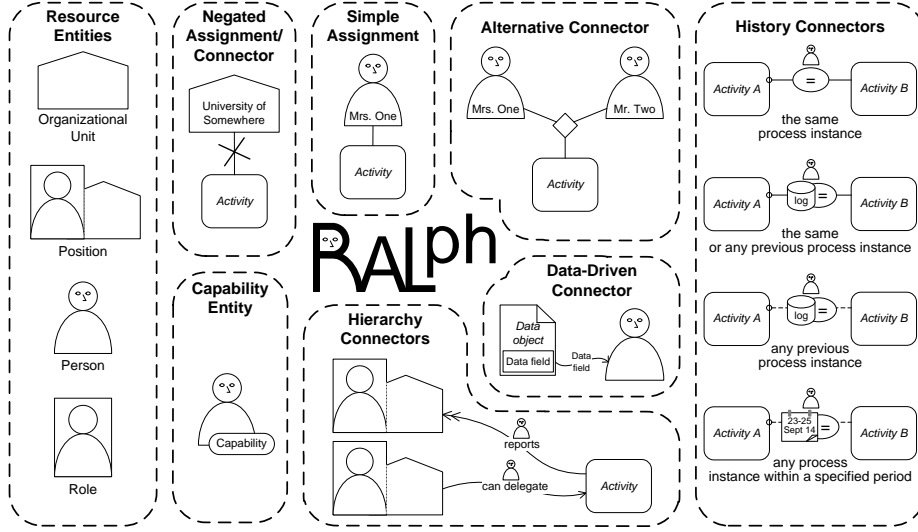 Resource
Entities
Organizational
Unit
Position
Person
Role
Negated
Assignment/
Connector
University of
Somewhere
Activity
Capability
Entity
Capability
Simple
Assignment
Mrs. One
Activity
RALph
Hierarchy
Connectors
reports
can delegate
Activity
Alternative Connector
Mrs. One
Mr. Two
Activity
Data-Driven
Connector
Data
object
Data field
Data
field
History Connectors
Activity A
=
Activity B
the same
process instance
Activity A
log
=
Activity B
the same
or any previous process instance
Activity A
log
=
Activity B
any previous
process instance
Activity A
23-25
Sept 14
=
Activity B
any process
instance within a specified period